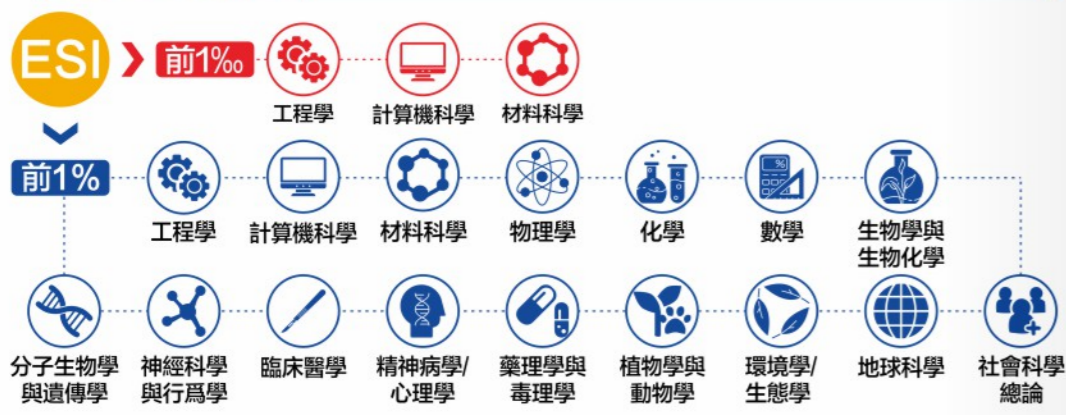 ESI
前1‰
工程學
計算機科學
材料科學
前1%
工程學
計算機科學
材料科學
物理學
化學
數學
生物學與
生物化學
分子生物學
與遺傳學
神經科學
與行爲學
臨床醫學
精神病學/
心理學
藥理學與
毒理學
植物學與
動物學
環境學/
生態學
地球科學
社會科學
總論